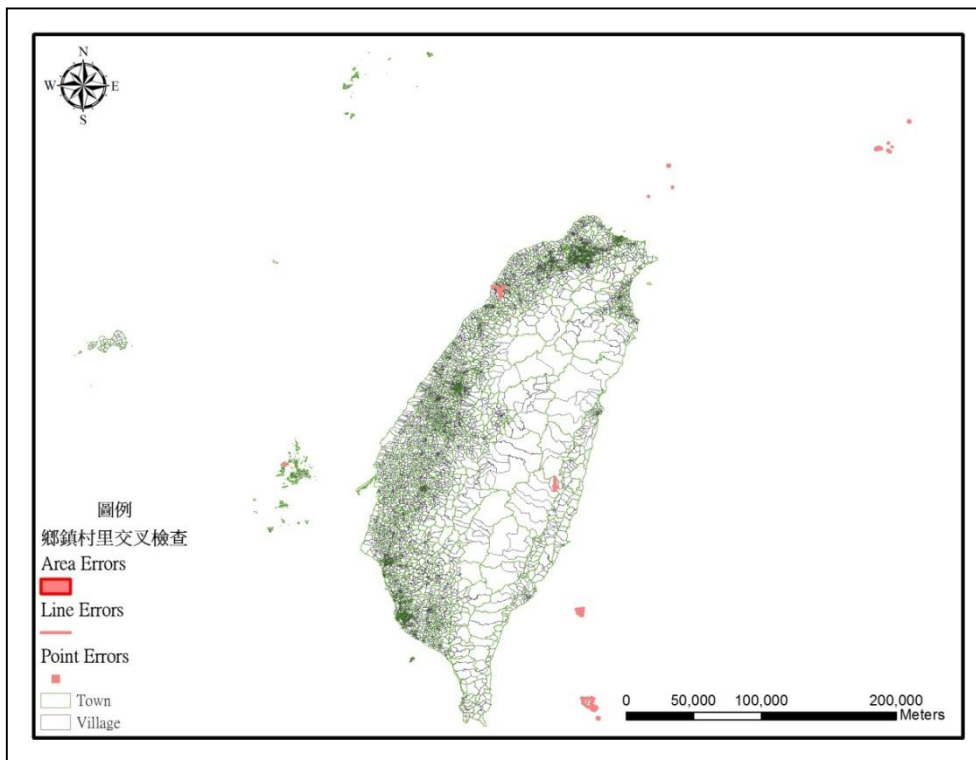 N
W E
S
圖例
鄉鎮村里交叉檢查
Area Errors
Line Errors
Point Errors
Town
Village
0 50,000 100,000 200,000
Meters